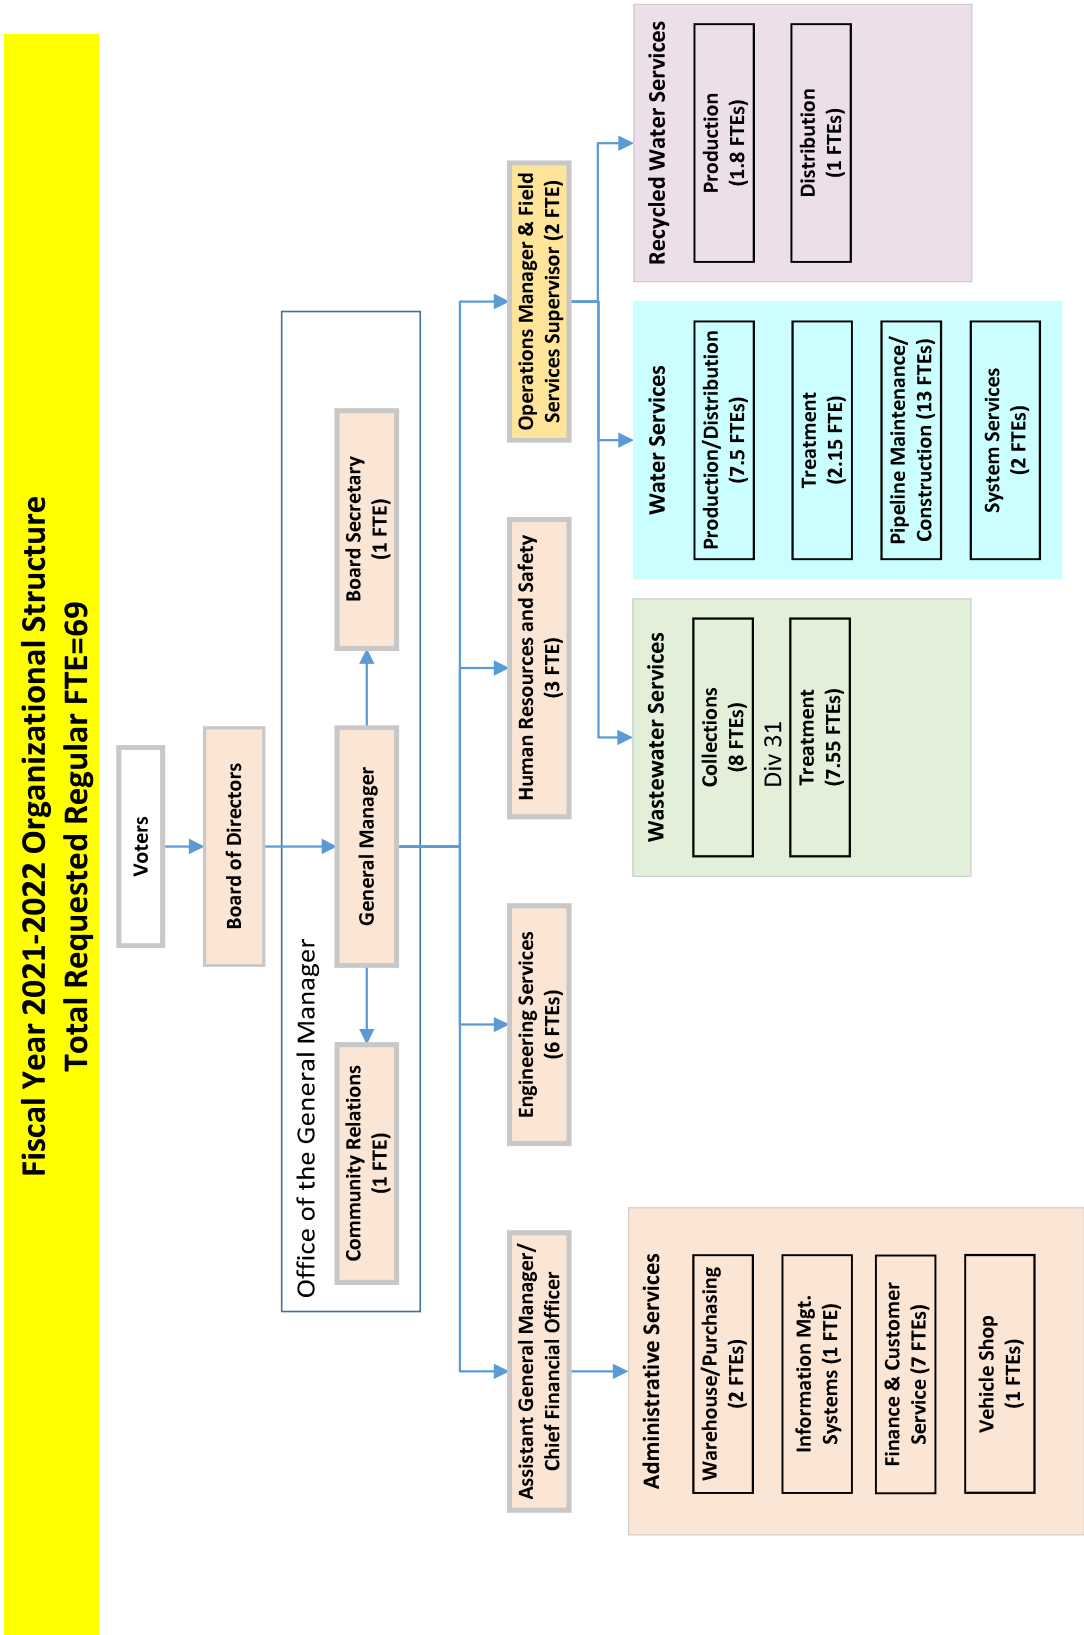 Fiscal Year 2021-2022 Organizational Structure
Total Requested Regular FTE=69
Voters
Board of Directors
Office of the General Manager
Community Relations
(1 FTE)
General Manager
Board Secretary
(1 FTE)
Assistant General Manager/
Chief Financial Officer
Engineering Services
(6 FTEs)
Human Resources and Safety
(3 FTE)
Operations Manager & Field
Services Supervisor (2 FTE)
Administrative Services
Warehouse/Purchasing
(2 FTEs)
Information Mgt.
Systems (1 FTE)
Finance & Customer
Service (7 FTEs)
Vehicle Shop
(1 FTEs)
Wastewater Services
Collections
(8 FTEs)
Div 31
Treatment
(7.55 FTEs)
Water Services
Production/Distribution
(7.5 FTEs)
Treatment
(2.15 FTE)
Pipeline Maintenance/
Construction (13 FTEs)
System Services
(2 FTEs)
Recycled Water Services
Production
(1.8 FTEs)
Distribution
(1 FTEs)